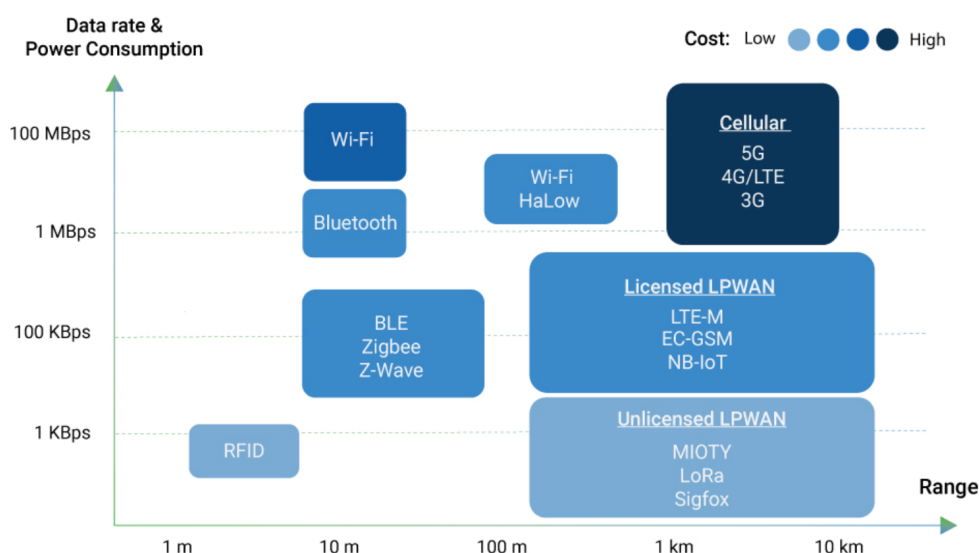 Data rate &
Power Consumption
Cost: Low High
100 MBps
Wi-Fi
Cellular
5G
4G/LTE
3G
Wi-Fi
HaLow
Bluetooth
1 MBps
Licensed LPWAN
LTE-M
EC-GSM
NB-IoT
BLE
Zigbee
Z-Wave
100 KBps
Unlicensed LPWAN
MIOTY
LoRa
Sigfox
1 KBps
RFID
Range
1 m 10 m 100 m 1 km 10 km